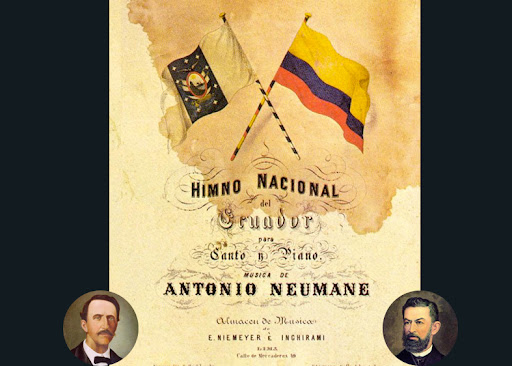 HIMNO NACIONAL
del
Ecuador
para
Canto y Piano.
MUSICA DE
ANTONIO NEUMANE
Almacen de Musica
de
E. NIEMEYER É INGHIRAMI
LIMA
Calle de Mercaderes